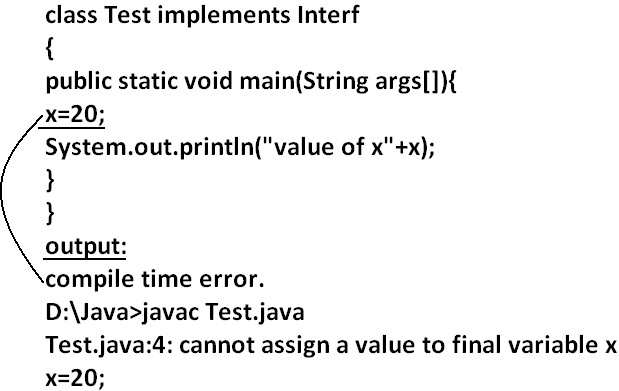 class Test implements Interf
{
public static void main(String args[]){
x=20;
System.out.println("value of x"+x);
}
}
output:
compile time error.
D:\Java>javac Test.java
Test.java:4: cannot assign a value to final variable x
x=20;